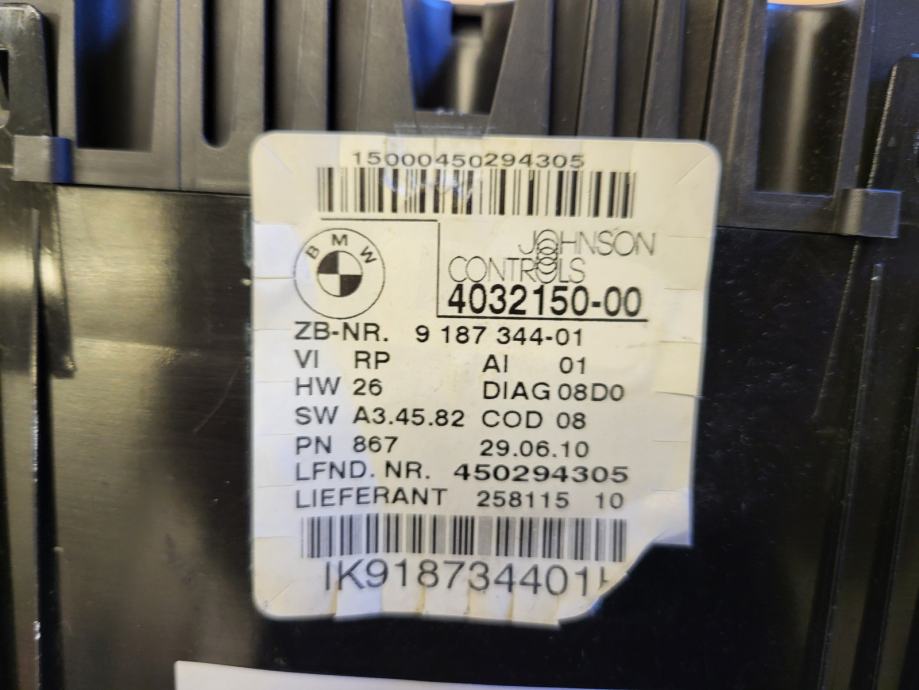 15000450294305
BMW
JOHNSON
CONTROLS
4032150-00
ZB-NR. 9 187 344-01
VI RP AI 01
HW 26 DIAG 08D0
SW A3.45.82 COD 08
PN 867 29.06.10
LFND. NR. 450294305
LIEFERANT 258115 10
IK918734401